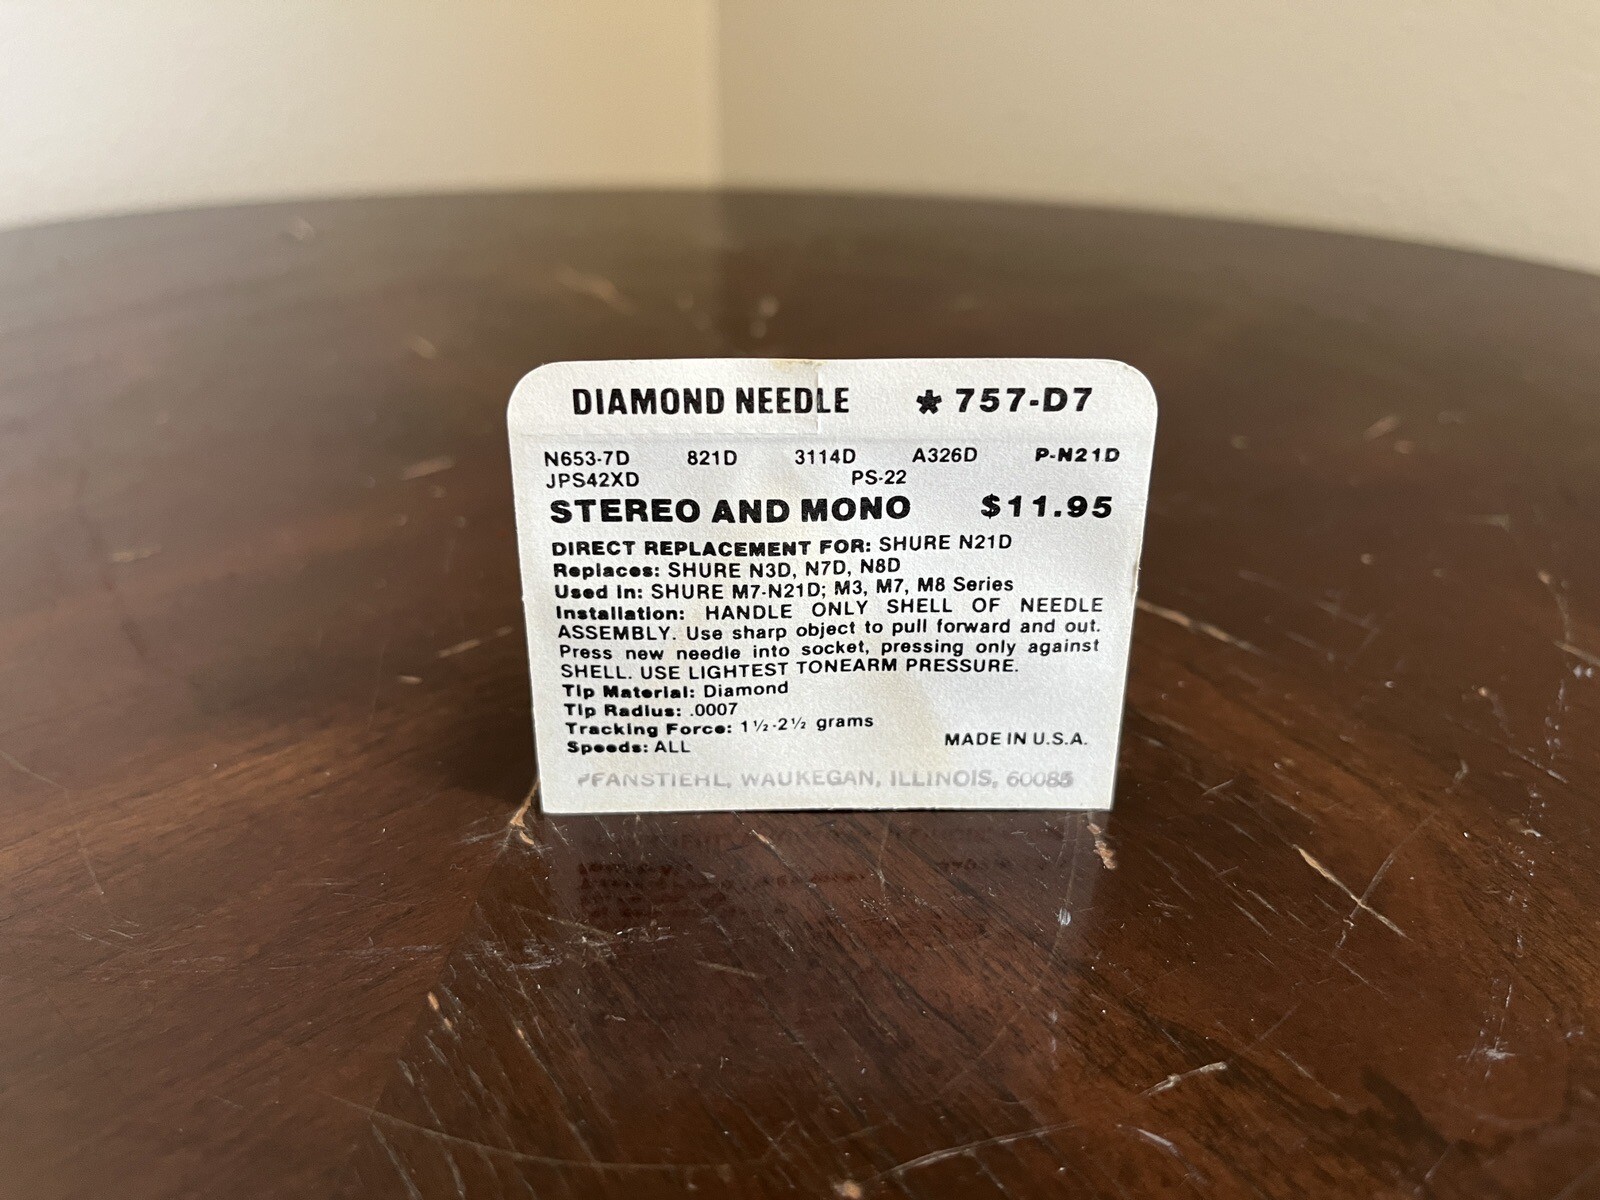 DIAMOND NEEDLE * 757-D7
N653-7D 821D 3114D A326D P-N21D
JPS42XD PS-22
STEREO AND MONO $11.95
DIRECT REPLACEMENT FOR: SHURE N21D
Replaces: SHURE N3D, N7D, N8D
Used In: SHURE M7-N21D; M3, M7, M8 Series
Installation: HANDLE ONLY SHELL OF NEEDLE
ASSEMBLY. Use sharp object to pull forward and out.
Press new needle into socket, pressing only against
SHELL. USE LIGHTEST TONEARM PRESSURE.
Tip Material: Diamond
Tip Radius: .0007
Tracking Force: 1½-2½ grams
Speeds: ALL MADE IN U.S.A.
PFANSTIEHL, WAUKEGAN, ILLINOIS, 60085